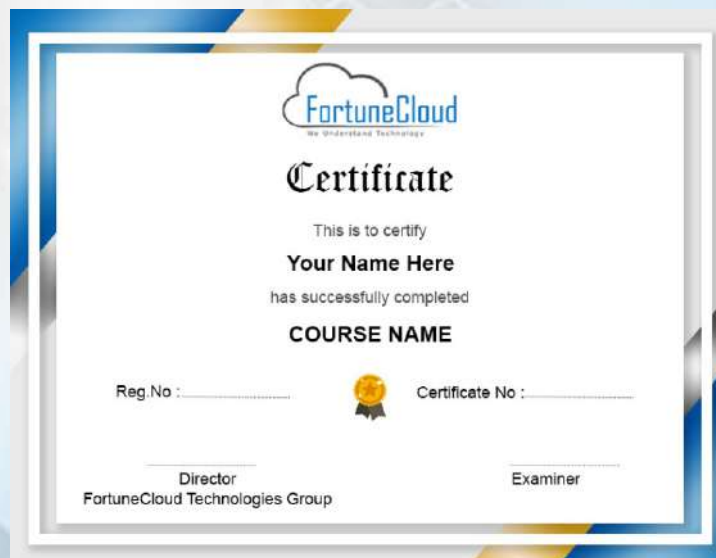 FortuneCloud
We Understand Technology
Certificate
This is to certify
Your Name Here
has successfully completed
COURSE NAME
Reg.No :
Certificate No :
Director
Examiner
FortuneCloud Technologies Group